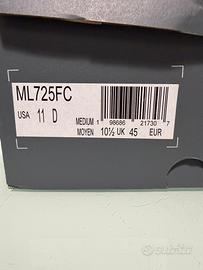 ML725FC
USA 11 D
MEDIUM 1 98686 21730 7
MOYEN 10½ UK 45 EUR
subito